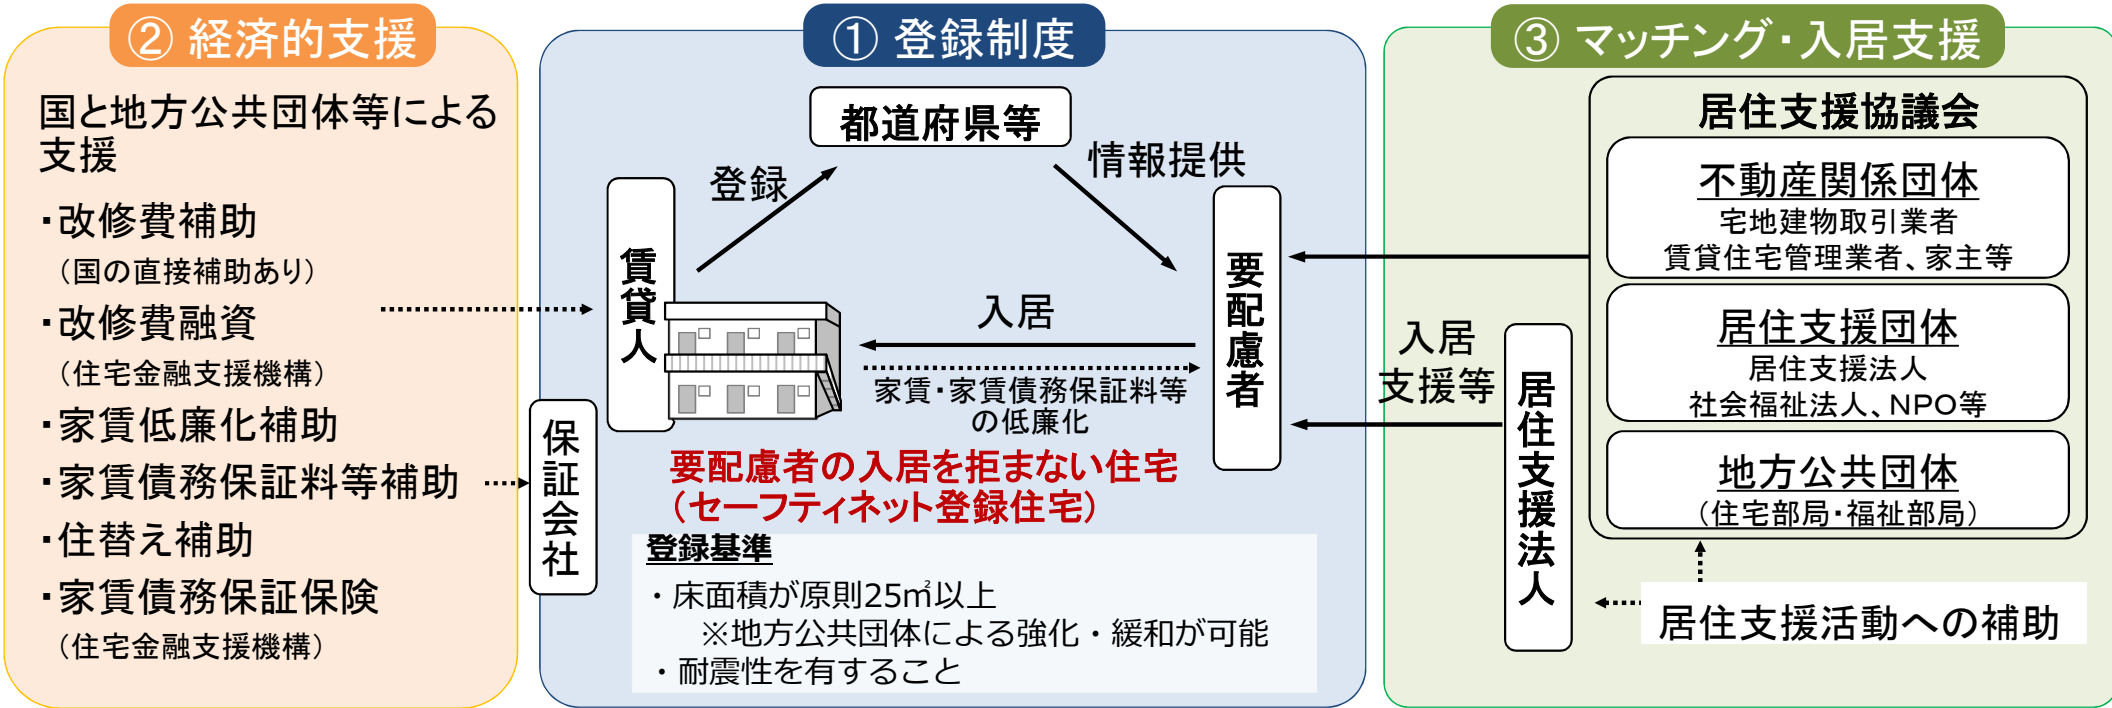 ② 経済的支援
国と地方公共団体等による
支援
・改修費補助
（国の直接補助あり）
・改修費融資
（住宅金融支援機構）
・家賃低廉化補助
・家賃債務保証料等補助
・住替え補助
・家賃債務保証保険
（住宅金融支援機構）
① 登録制度
都道府県等
登録
情報提供
賃貸人
要配慮者
入居
家賃・家賃債務保証料等
の低廉化
保証会社
要配慮者の入居を拒まない住宅
（セーフティネット登録住宅）
登録基準
・床面積が原則25㎡以上
※地方公共団体による強化・緩和が可能
・耐震性を有すること
③ マッチング・入居支援
居住支援協議会
不動産関係団体
宅地建物取引業者
賃貸住宅管理業者、家主等
居住支援団体
居住支援法人
社会福祉法人、NPO等
地方公共団体
（住宅部局・福祉部局）
入居
支援等
居住支援法人
居住支援活動への補助